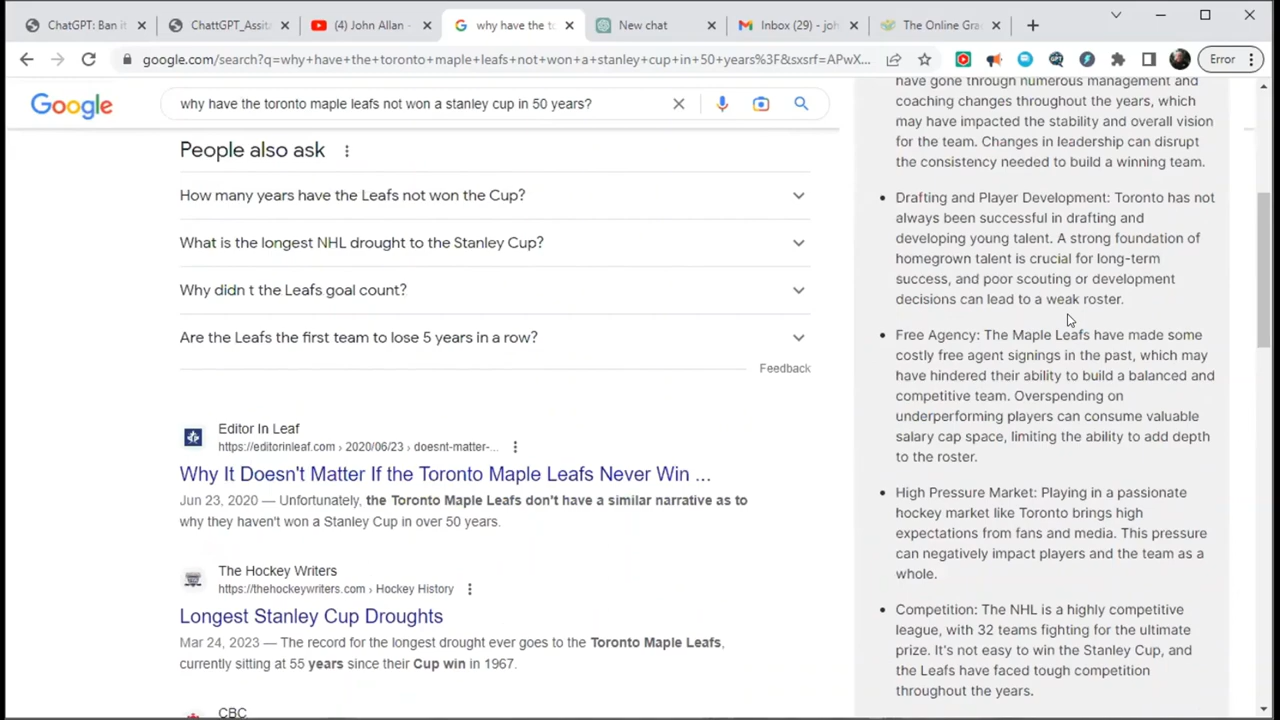 ChatGPT: Ban it
ChattGPT_Assita
(4) John Allan -
why have the to
New chat
Inbox (29) - joh
The Online Gra
google.com/search?q=why+have+the+toronto+maple+leafs+not+won+a+stanley+cup+in+50+years%3F&sxsrf=APwX...
Error
Google
why have the toronto maple leafs not won a stanley cup in 50 years?
People also ask
How many years have the Leafs not won the Cup?
What is the longest NHL drought to the Stanley Cup?
Why didn t the Leafs goal count?
Are the Leafs the first team to lose 5 years in a row?
Feedback
Editor In Leaf
https://editorinleaf.com › 2020/06/23 › doesnt-matter-...
Why It Doesn't Matter If the Toronto Maple Leafs Never Win ...
Jun 23, 2020 — Unfortunately, the Toronto Maple Leafs don't have a similar narrative as to
why they haven't won a Stanley Cup in over 50 years.
The Hockey Writers
https://thehockeywriters.com › Hockey History
Longest Stanley Cup Droughts
Mar 24, 2023 — The record for the longest drought ever goes to the Toronto Maple Leafs,
currently sitting at 55 years since their Cup win in 1967.
CBC
have gone through numerous management and
coaching changes throughout the years, which
may have impacted the stability and overall vision
for the team. Changes in leadership can disrupt
the consistency needed to build a winning team.
• Drafting and Player Development: Toronto has not
always been successful in drafting and
developing young talent. A strong foundation of
homegrown talent is crucial for long-term
success, and poor scouting or development
decisions can lead to a weak roster.
• Free Agency: The Maple Leafs have made some
costly free agent signings in the past, which may
have hindered their ability to build a balanced and
competitive team. Overspending on
underperforming players can consume valuable
salary cap space, limiting the ability to add depth
to the roster.
• High Pressure Market: Playing in a passionate
hockey market like Toronto brings high
expectations from fans and media. This pressure
can negatively impact players and the team as a
whole.
• Competition: The NHL is a highly competitive
league, with 32 teams fighting for the ultimate
prize. It's not easy to win the Stanley Cup, and
the Leafs have faced tough competition
throughout the years.